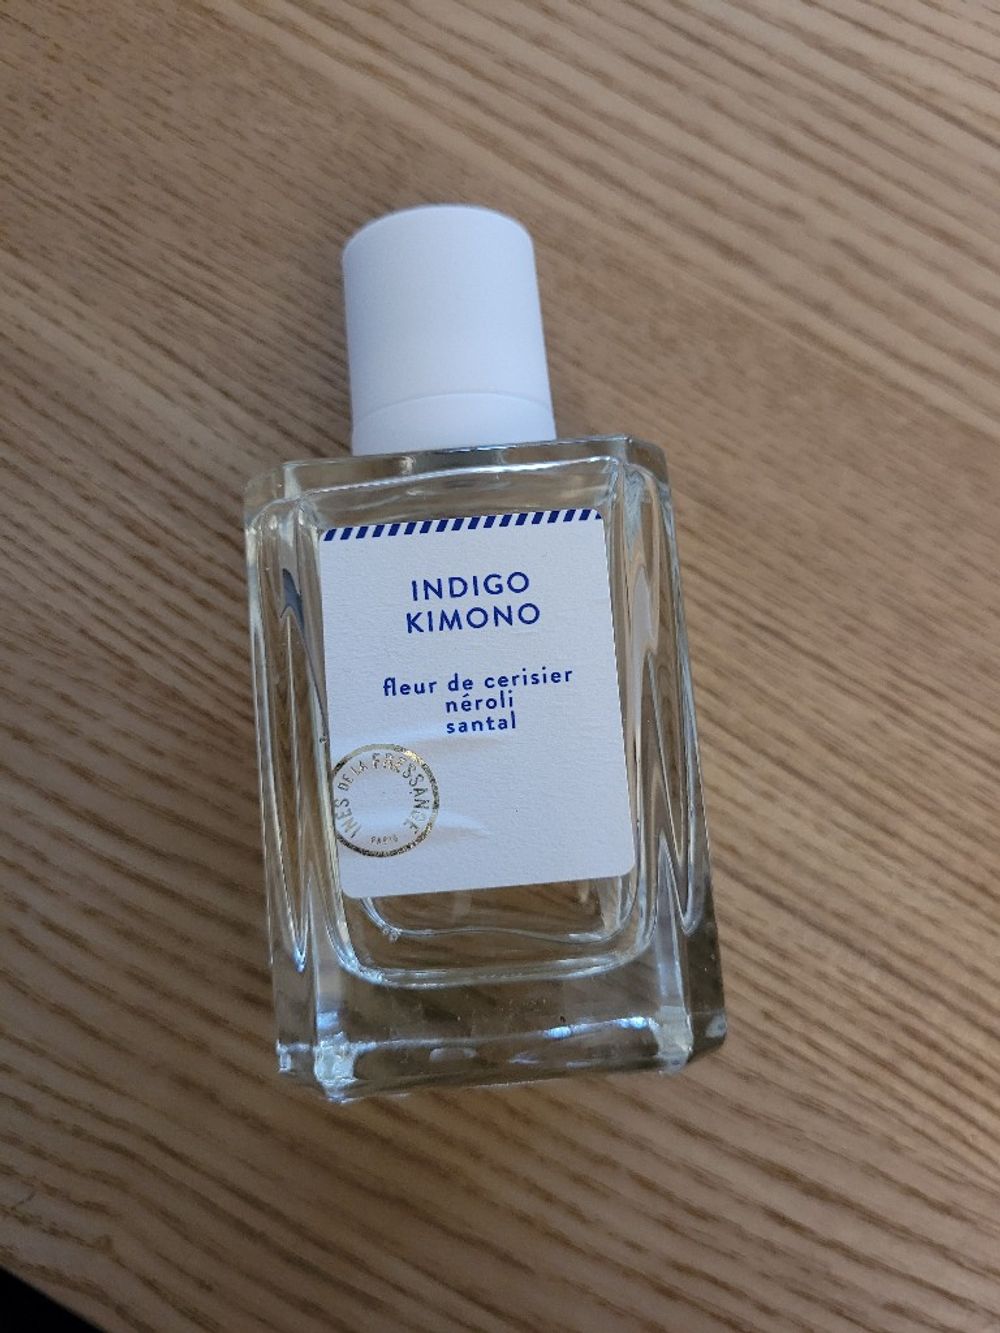 INDIGO
KIMONO
fleur de cerisier
néroli
santal
INES DE LA FRESSANGE
PARIS